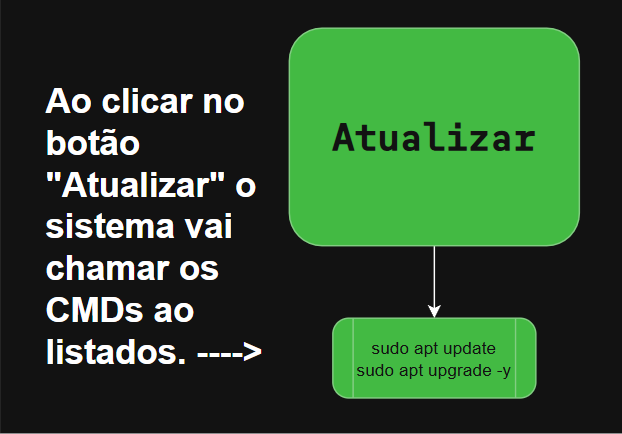 Ao clicar no
botão
"Atualizar" o
sistema vai
chamar os
CMDs ao
listados. ---->
Atualizar
sudo apt update
sudo apt upgrade -y